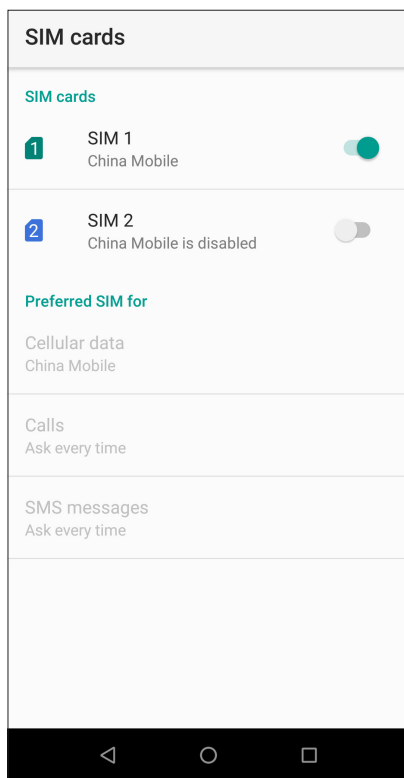 SIM cards
SIM cards
1
SIM 1
China Mobile
2
SIM 2
China Mobile is disabled
Preferred SIM for
Cellular data
China Mobile
Calls
Ask every time
SMS messages
Ask every time